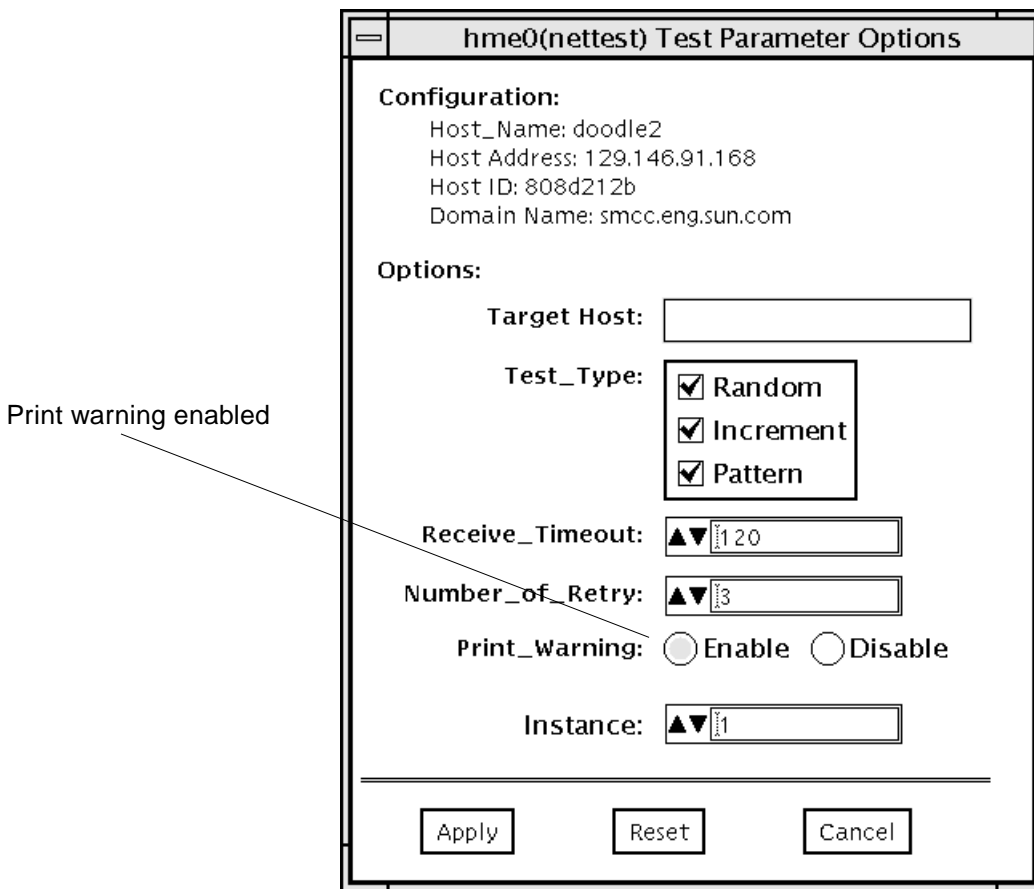 hme0(nettest) Test Parameter Options
Configuration:
Host_Name: doodle2
Host Address: 129.146.91.168
Host ID: 808d212b
Domain Name: smcc.eng.sun.com
Options:
Target Host:
Test_Type:
Random
Increment
Pattern
Print warning enabled
Receive_Timeout: 120
Number_of_Retry: 3
Print_Warning: Enable Disable
Instance: 1
Apply Reset Cancel